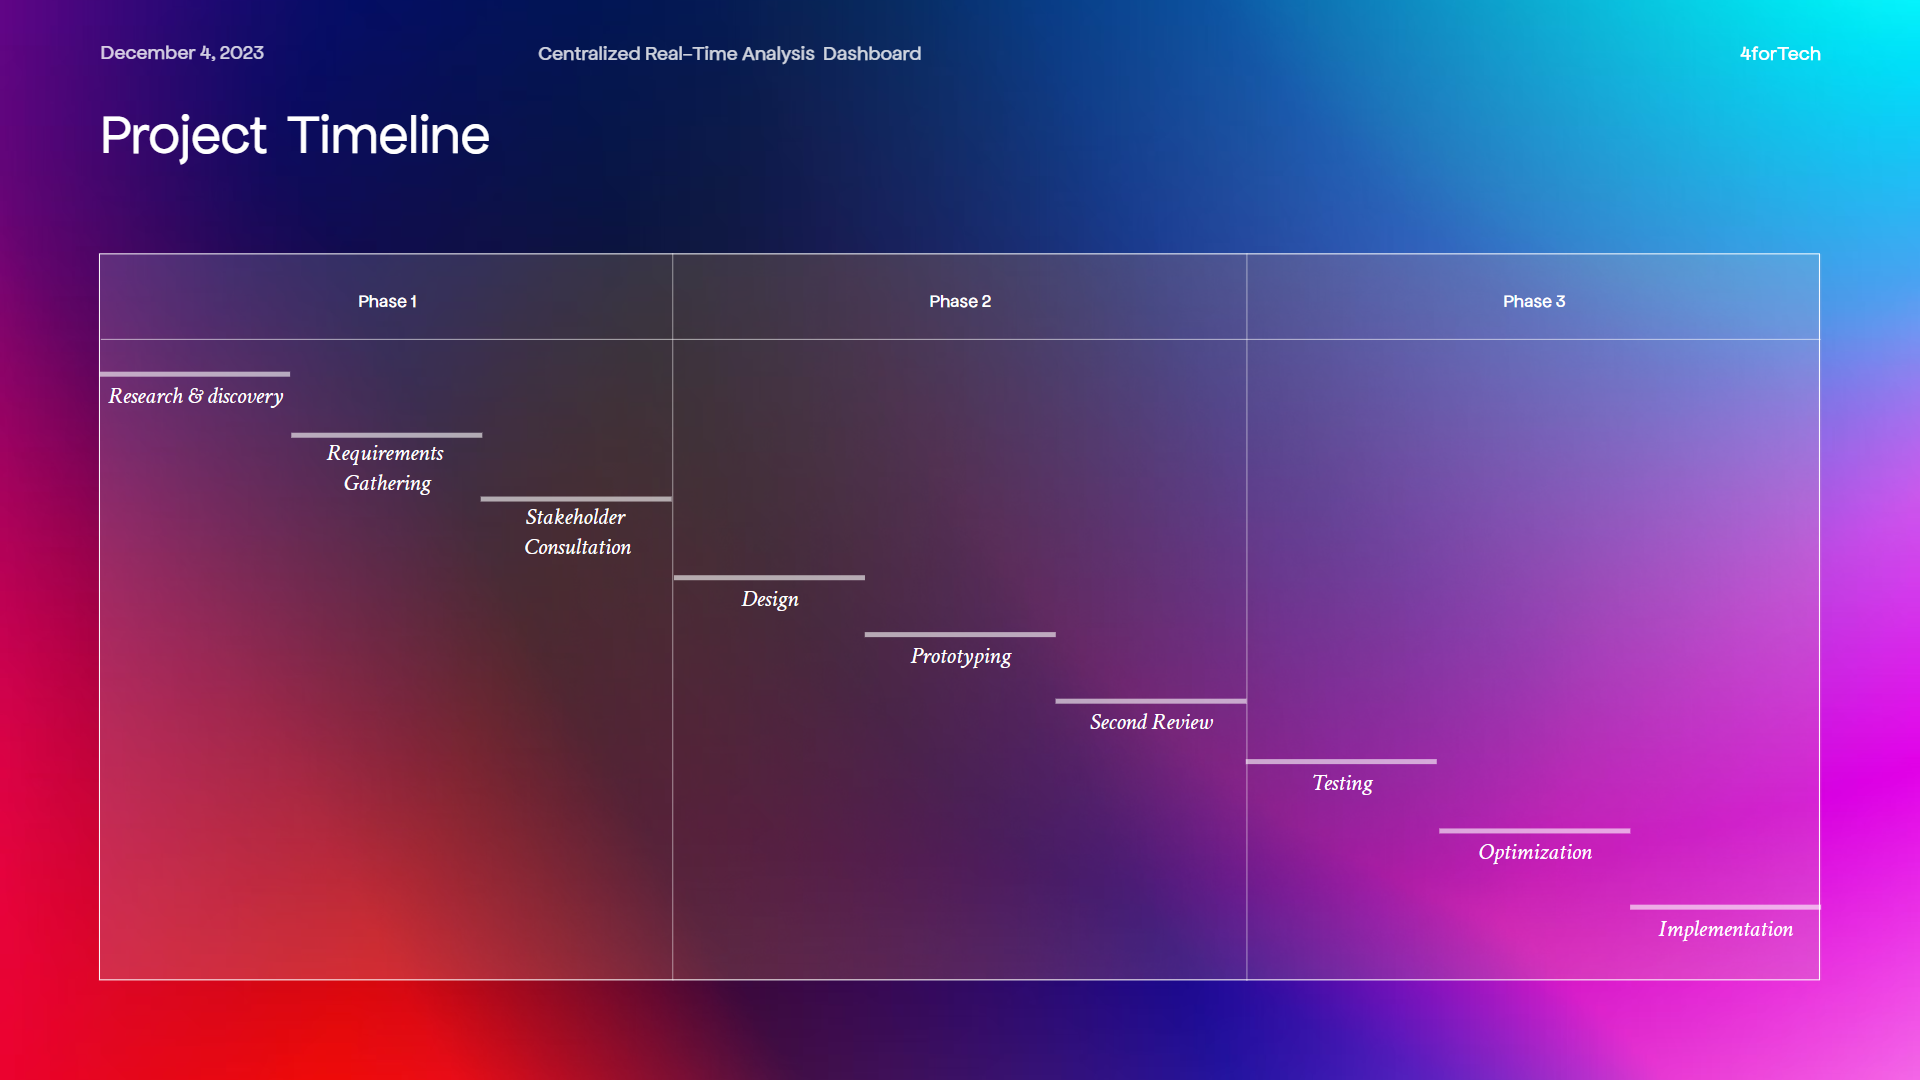 December 4, 2023
Centralized Real-Time Analysis Dashboard
4forTech
Project Timeline
Phase 1
Phase 2
Phase 3
Research & discovery
Requirements
Gathering
Stakeholder
Consultation
Design
Prototyping
Second Review
Testing
Optimization
Implementation